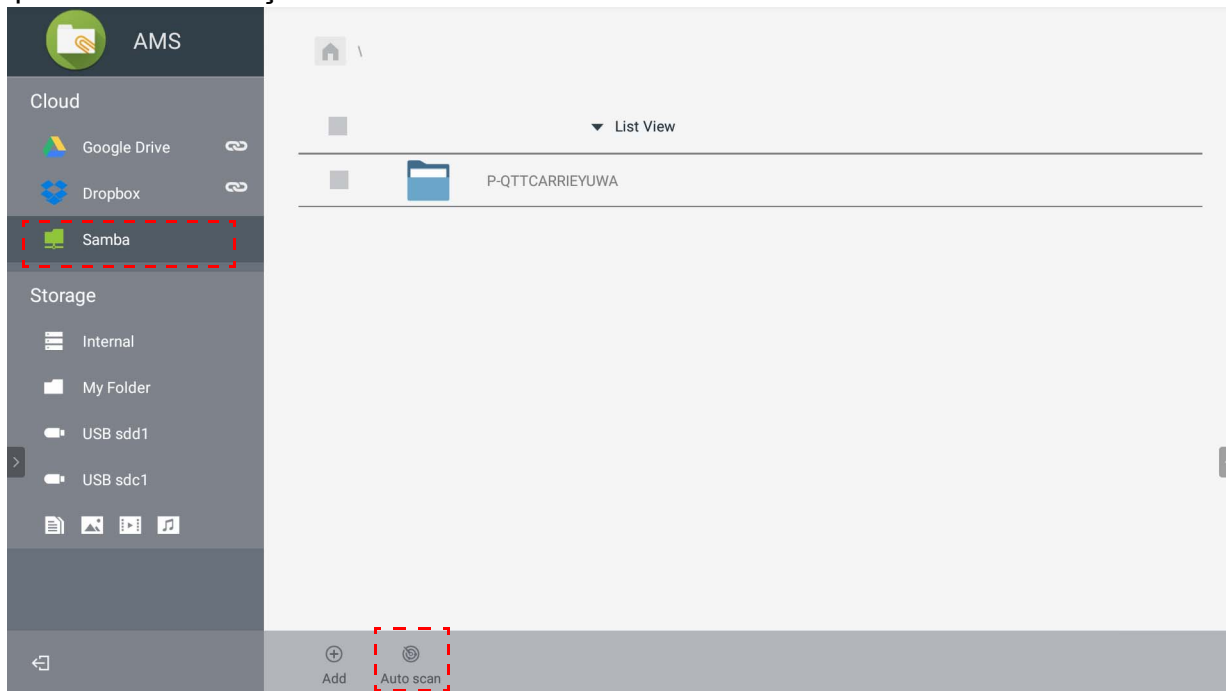 AMS
\
Cloud
Google Drive
Dropbox
Samba
Storage
Internal
My Folder
USB sdd1
USB sdc1
List View
P-QTTCARRIEYUWA
Add
Auto scan